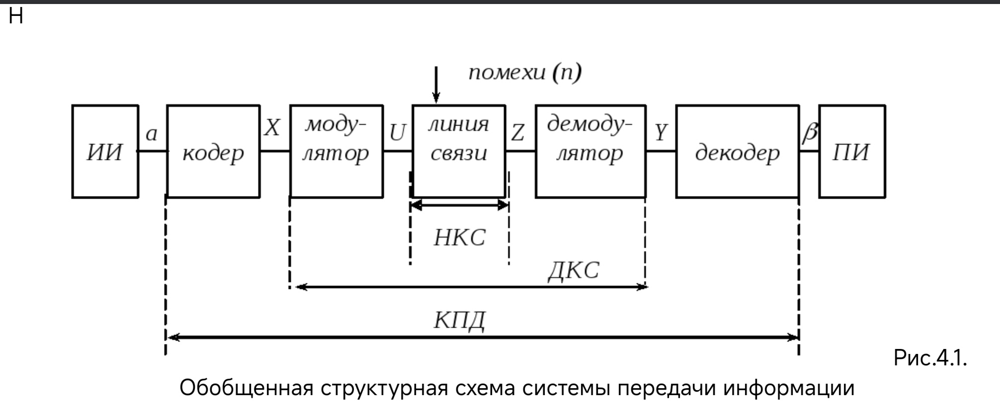 Н
помехи (n)
ИИ
a
кодер
X
моду-
лятор
U
линия
связи
Z
демоду-
лятор
Y
декодер
β
ПИ
НКС
ДКС
КПД
Рис.4.1.
Обобщенная структурная схема системы передачи информации